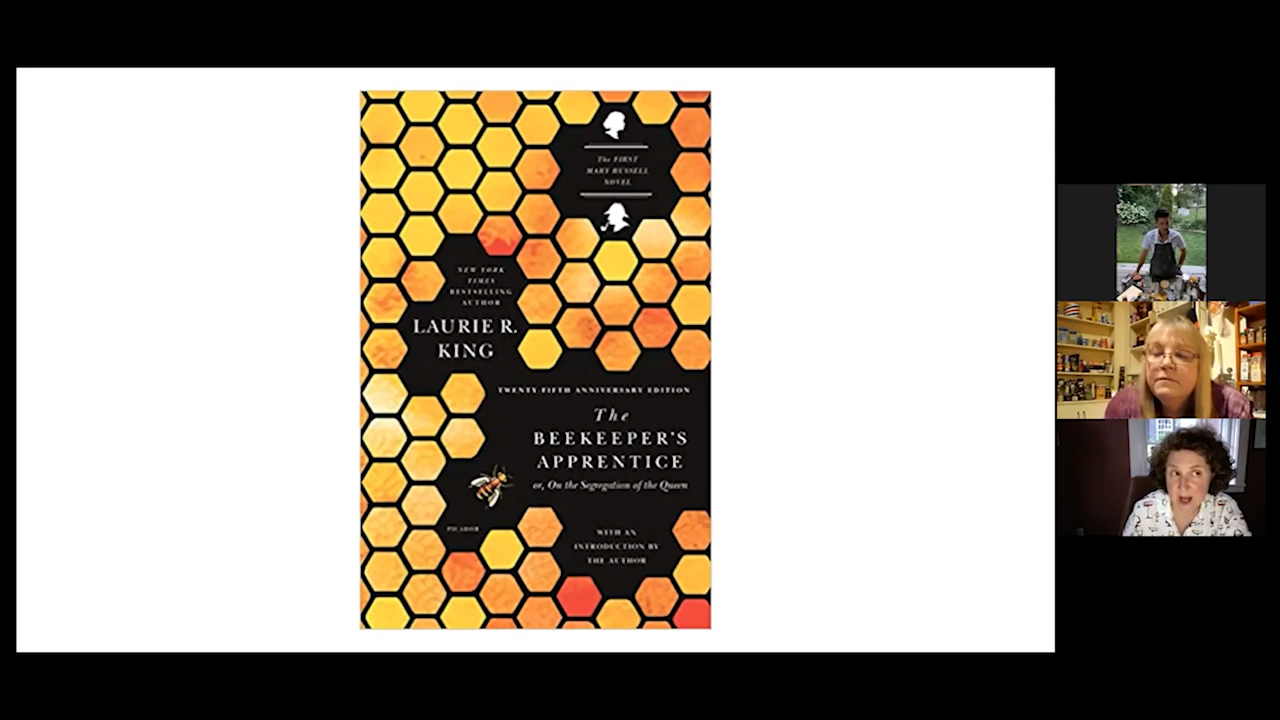 The FIRST
MARY RUSSELL
NOVEL
NEW YORK
TIMES
BESTSELLING
AUTHOR
LAURIE R.
KING
TWENTY-FIFTH ANNIVERSARY EDITION
The
BEEKEEPER'S
APPRENTICE
or, On the Segregation of the Queen
PICADOR
WITH AN
INTRODUCTION BY
THE AUTHOR